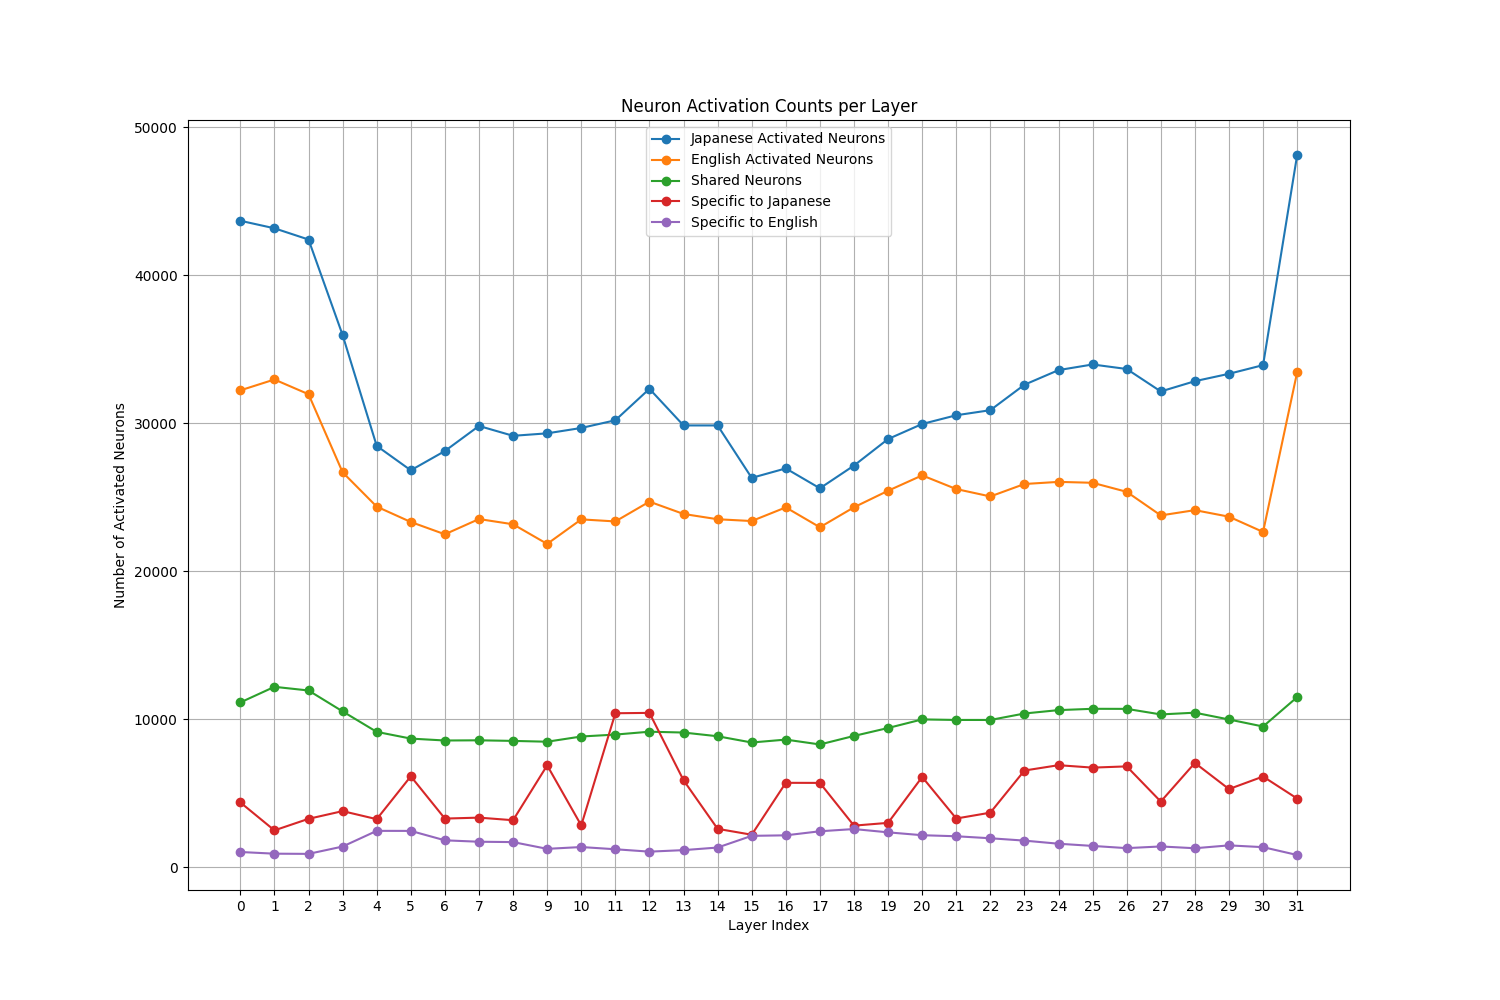 Neuron Activation Counts per Layer
Japanese Activated Neurons
English Activated Neurons
Shared Neurons
Specific to Japanese
Specific to English
Number of Activated Neurons
50000
40000
30000
20000
10000
0
0 1 2 3 4 5 6 7 8 9 10 11 12 13 14 15 16 17 18 19 20 21 22 23 24 25 26 27 28 29 30 31
Layer Index